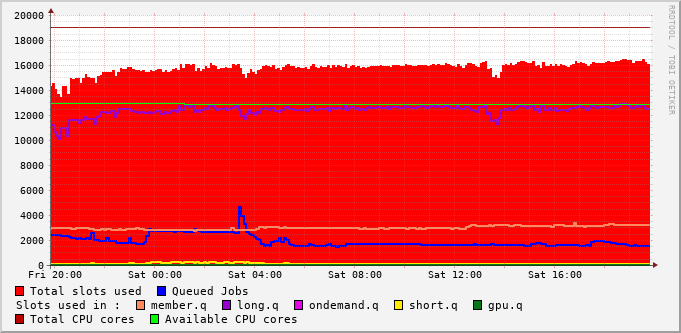 20000
18000
16000
14000
12000
10000
8000
6000
4000
2000
0
Fri 20:00 Sat 00:00 Sat 04:00 Sat 08:00 Sat 12:00 Sat 16:00
Total slots used Queued Jobs
Slots used in : member.q long.q ondemand.q short.q gpu.q
Total CPU cores Available CPU cores
RRDTOOL / TOBI OETIKER